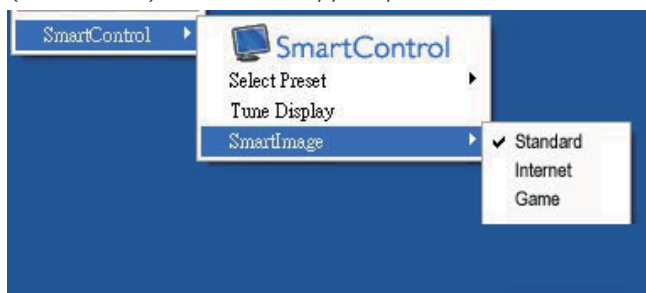 SmartControl
SmartControl
Select Preset
Tune Display
SmartImage
Standard
Internet
Game